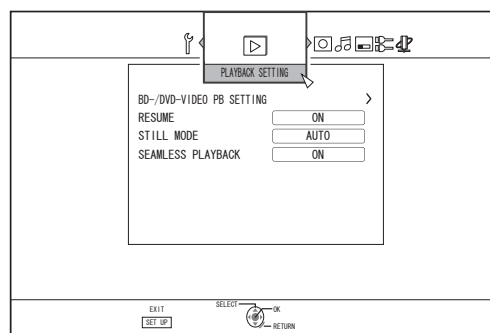 PLAYBACK SETTING
BD-/DVD-VIDEO PB SETTING
RESUME ON
STILL MODE AUTO
SEAMLESS PLAYBACK ON
EXIT SELECT OK
SET UP RETURN